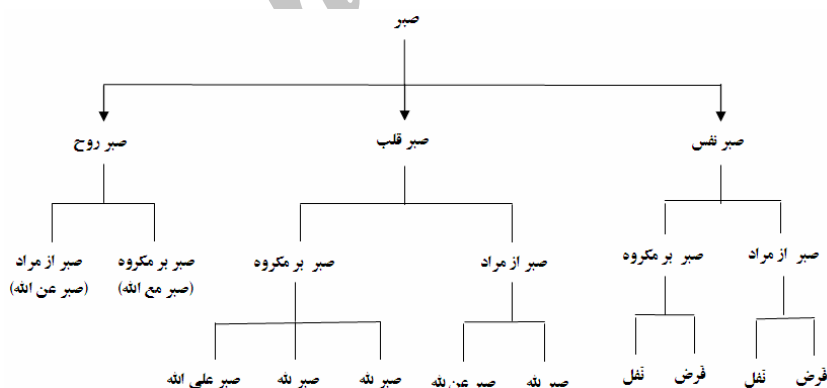 صبر
صبر نفس
صبر قلب
صبر روح
صبر از مراد
صبر بر مکروه
صبر از مراد
صبر بر مکروه
صبر بر مکروه
(صبر مع الله)
صبر از مراد
(صبر عن الله)
فرض
نفل
فرض
نفل
صبر لله
صبر عن لله
صبر لله
صبر لله
صبر علی الله